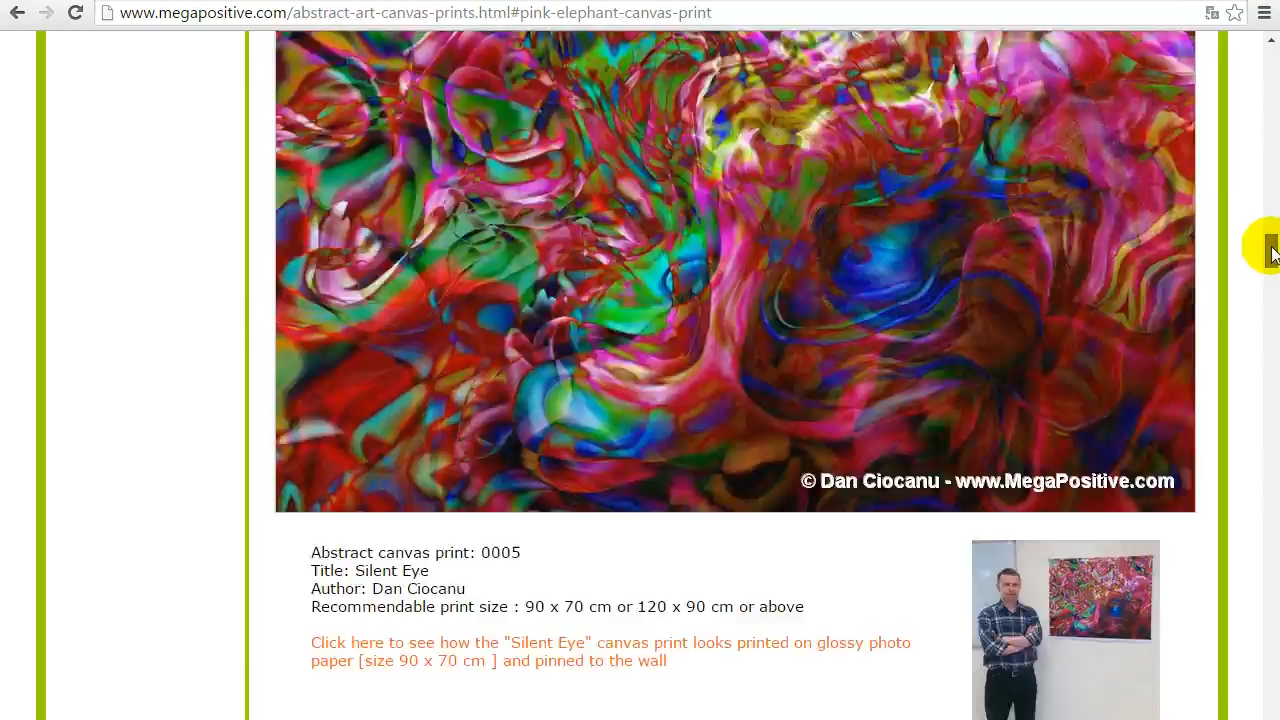 www.megapositive.com/abstract-art-canvas-prints.html#pink-elephant-canvas-print
© Dan Ciocanu - www.MegaPositive.com
Abstract canvas print: 0005
Title: Silent Eye
Author: Dan Ciocanu
Recommendable print size : 90 x 70 cm or 120 x 90 cm or above
Click here to see how the "Silent Eye" canvas print looks printed on glossy photo
paper [size 90 x 70 cm ] and pinned to the wall